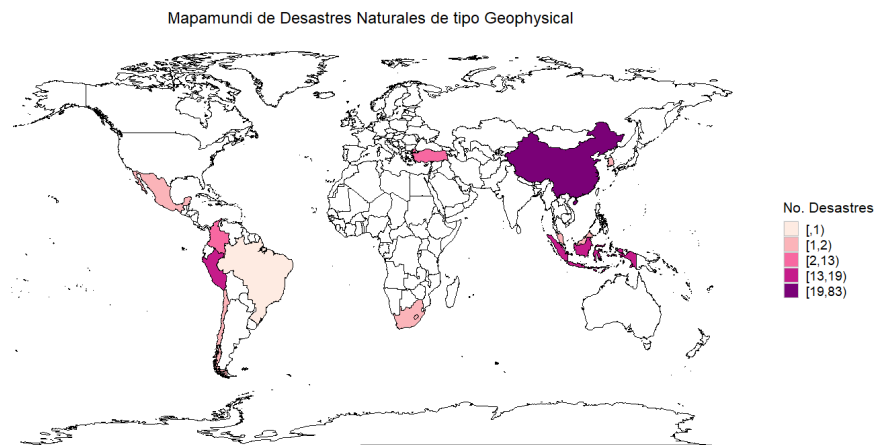 Mapamundi de Desastres Naturales de tipo Geophysical
No. Desastres
[,1)
[1,2)
[2,13)
[13,19)
[19,83)